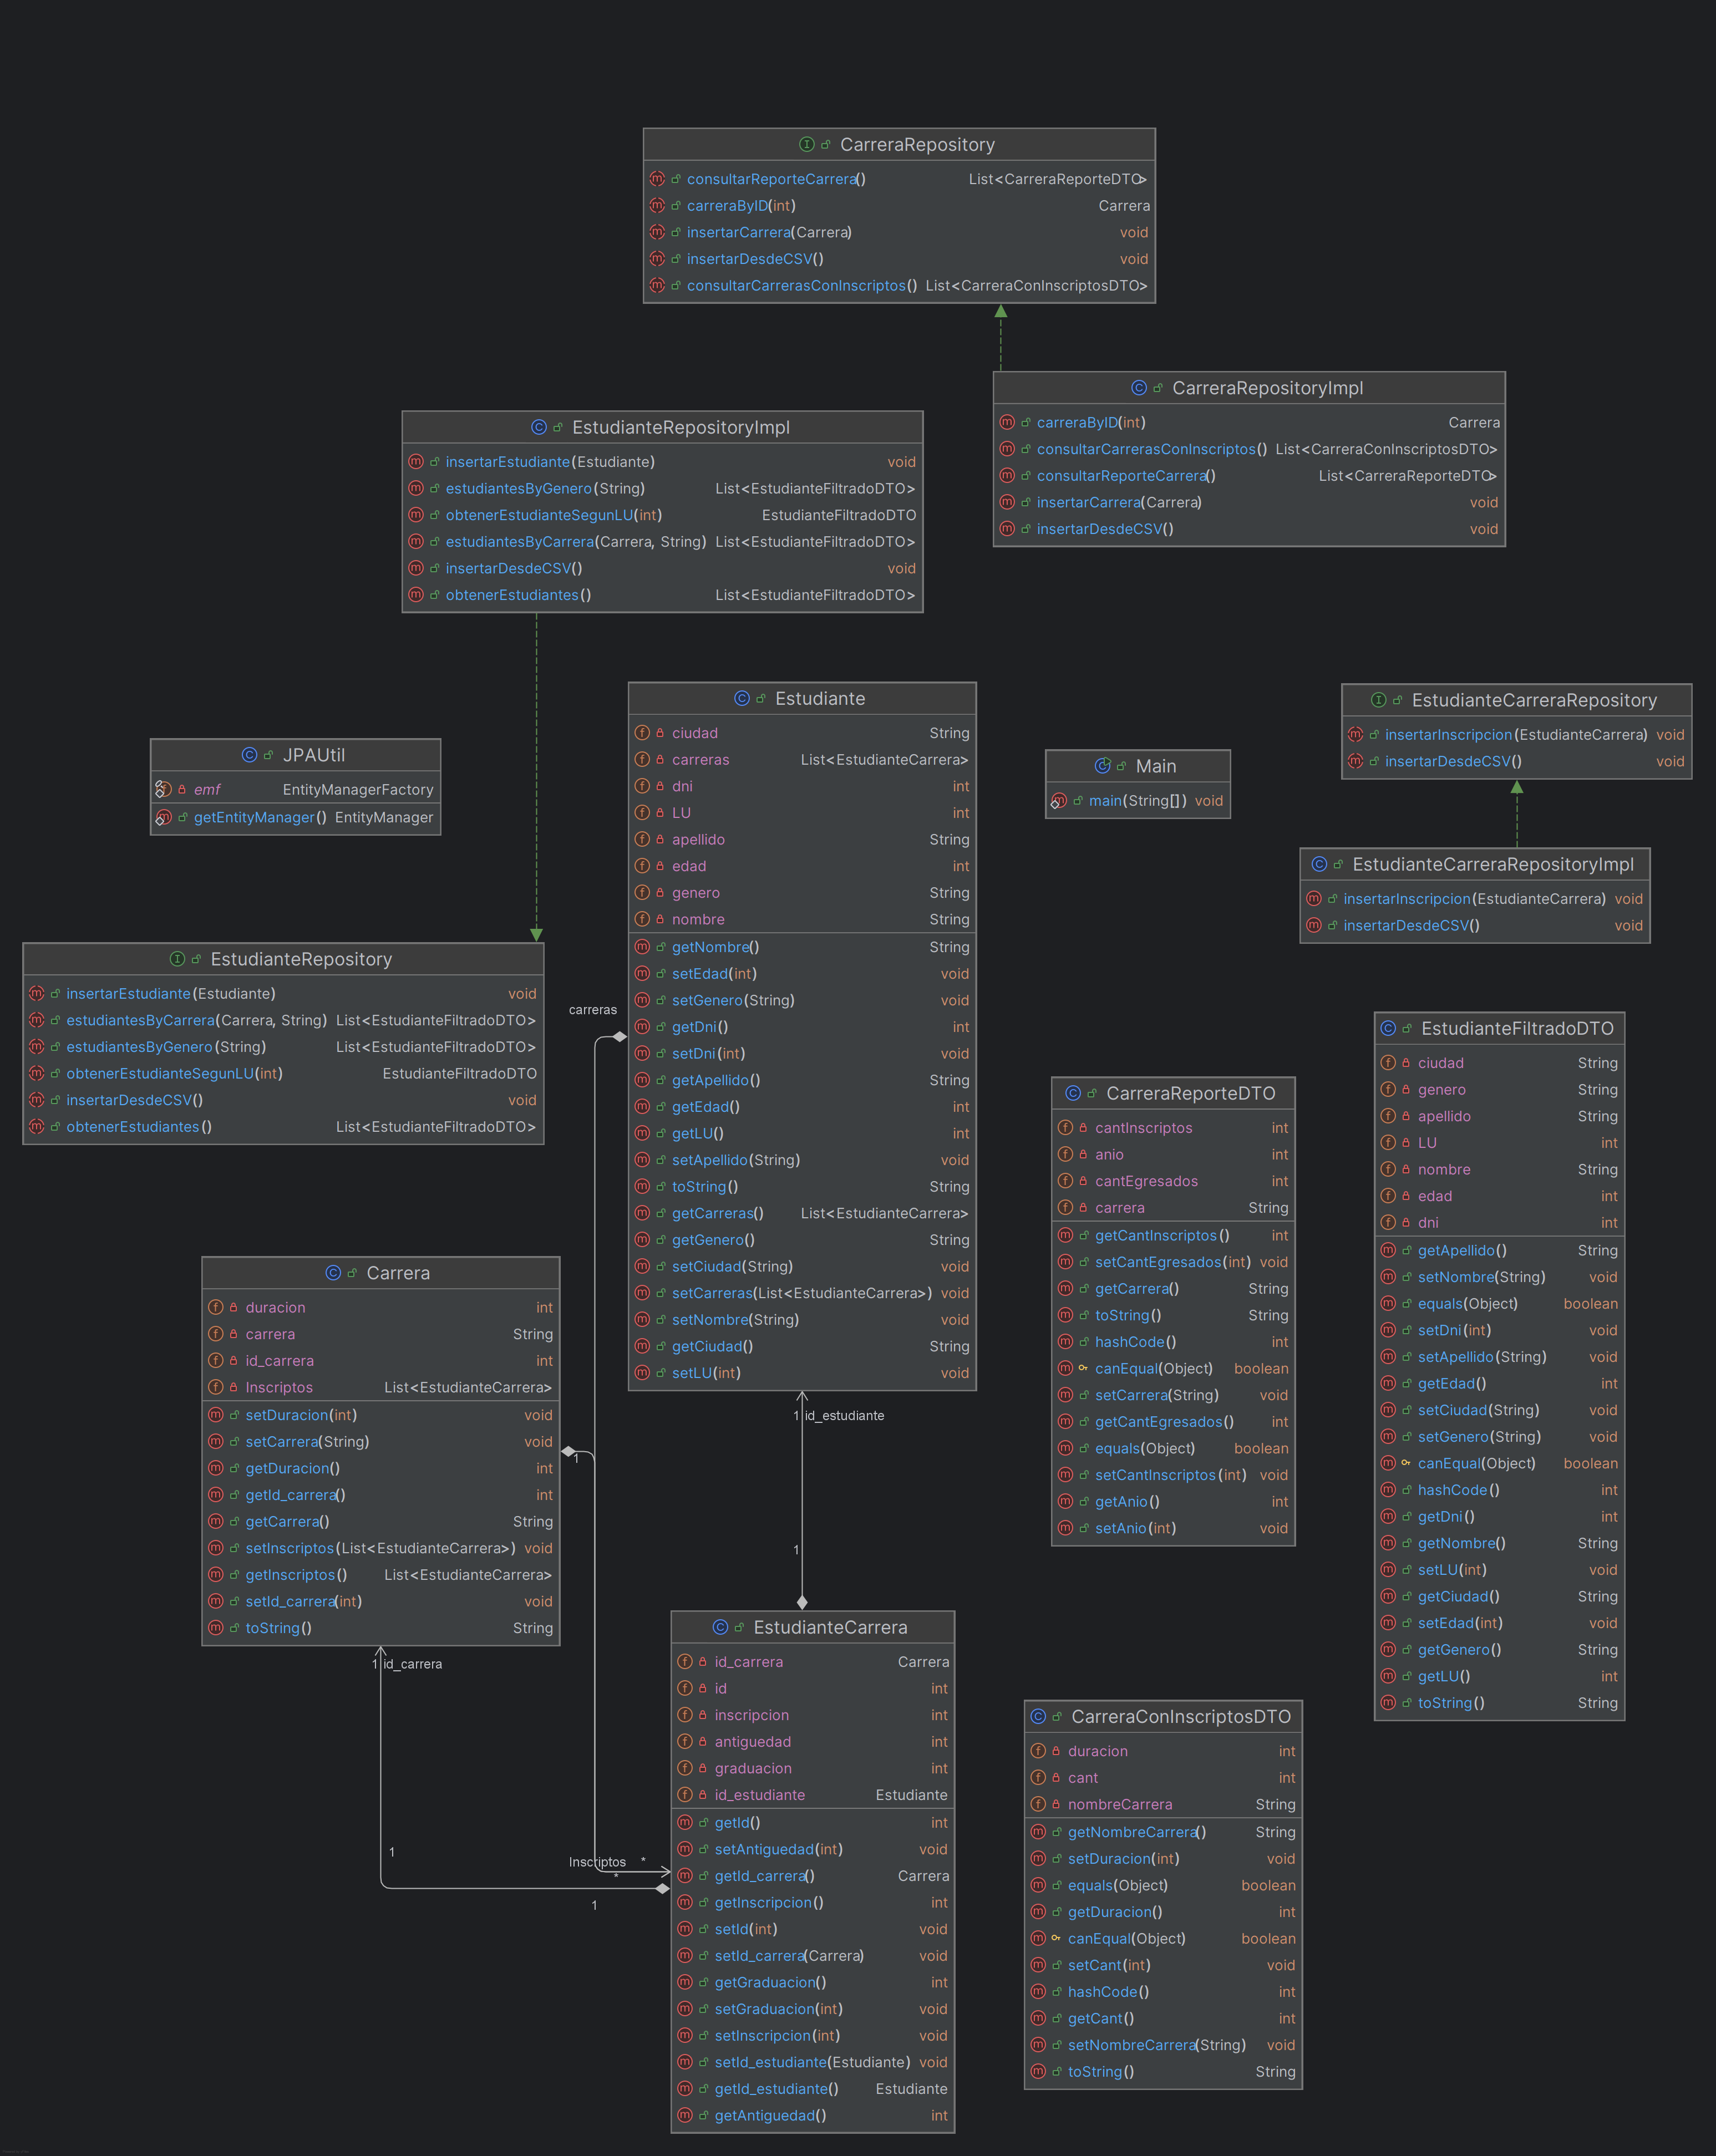 CarreraRepository
consultarReporteCarrera() List<CarreraReporteDTO>
carreraByID(int) Carrera
insertarCarrera(Carrera) void
insertarDesdeCSV() void
consultarCarrerasConInscriptos() List<CarreraConInscriptosDTO>
CarreraRepositoryImpl
carreraByID(int) Carrera
consultarCarrerasConInscriptos() List<CarreraConInscriptosDTO>
consultarReporteCarrera() List<CarreraReporteDTO>
insertarCarrera(Carrera) void
insertarDesdeCSV() void
EstudianteRepositoryImpl
insertarEstudiante(Estudiante) void
estudiantesByGenero(String) List<EstudianteFiltradoDTO>
obtenerEstudianteSegunLU(int) EstudianteFiltradoDTO
estudiantesByCarrera(Carrera, String) List<EstudianteFiltradoDTO>
insertarDesdeCSV() void
obtenerEstudiantes() List<EstudianteFiltradoDTO>
JPAUtil
emf EntityManagerFactory
getEntityManager() EntityManager
Estudiante
ciudad String
carreras List<EstudianteCarrera>
dni int
LU int
apellido String
edad int
genero String
nombre String
getNombre() String
setEdad(int) void
setGenero(String) void
getDni() int
setDni(int) void
getApellido() String
getEdad() int
getLU() int
setApellido(String) void
toString() String
getCarreras() List<EstudianteCarrera>
getGenero() String
setCiudad(String) void
setCarreras(List<EstudianteCarrera>) void
setNombre(String) void
getCiudad() String
setLU(int) void
Main
main(String[]) void
EstudianteCarreraRepository
insertarInscripcion(EstudianteCarrera) void
insertarDesdeCSV() void
EstudianteCarreraRepositoryImpl
insertarInscripcion(EstudianteCarrera) void
insertarDesdeCSV() void
EstudianteRepository
insertarEstudiante(Estudiante) void
estudiantesByCarrera(Carrera, String) List<EstudianteFiltradoDTO>
estudiantesByGenero(String) List<EstudianteFiltradoDTO>
obtenerEstudianteSegunLU(int) EstudianteFiltradoDTO
insertarDesdeCSV() void
obtenerEstudiantes() List<EstudianteFiltradoDTO>
carreras
CarreraReporteDTO
cantInscriptos int
anio int
cantEgresados int
carrera String
getCantInscriptos() int
setCantEgresados(int) void
getCarrera() String
toString() String
hashCode() int
canEqual(Object) boolean
setCarrera(String) void
getCantEgresados() int
equals(Object) boolean
setCantInscriptos(int) void
getAnio() int
setAnio(int) void
EstudianteFiltradoDTO
ciudad String
genero String
apellido String
LU int
nombre String
edad int
dni int
getApellido() String
setNombre(String) void
equals(Object) boolean
setDni(int) void
setApellido(String) void
getEdad() int
setCiudad(String) void
setGenero(String) void
canEqual(Object) boolean
hashCode() int
getDni() int
getNombre() String
setLU(int) void
getCiudad() String
setEdad(int) void
getGenero() String
getLU() int
toString() String
Carrera
duracion int
carrera String
id_carrera int
Inscriptos List<EstudianteCarrera>
setDuracion(int) void
setCarrera(String) void
getDuracion() int
getId_carrera() int
getCarrera() String
setInscriptos(List<EstudianteCarrera>) void
getInscriptos() List<EstudianteCarrera>
setId_carrera(int) void
toString() String
1
1 id_estudiante
1
1 id_carrera
1
Inscriptos *
*
1
EstudianteCarrera
id_carrera Carrera
id int
inscripcion int
antiguedad int
graduacion int
id_estudiante Estudiante
getId() int
setAntiguedad(int) void
getId_carrera() Carrera
getInscripcion() int
setId(int) void
setId_carrera(Carrera) void
getGraduacion() int
setGraduacion(int) void
setInscripcion(int) void
setId_estudiante(Estudiante) void
getId_estudiante() Estudiante
getAntiguedad() int
CarreraConInscriptosDTO
duracion int
cant int
nombreCarrera String
getNombreCarrera() String
setDuracion(int) void
equals(Object) boolean
getDuracion() int
canEqual(Object) boolean
setCant(int) void
hashCode() int
getCant() int
setNombreCarrera(String) void
toString() String